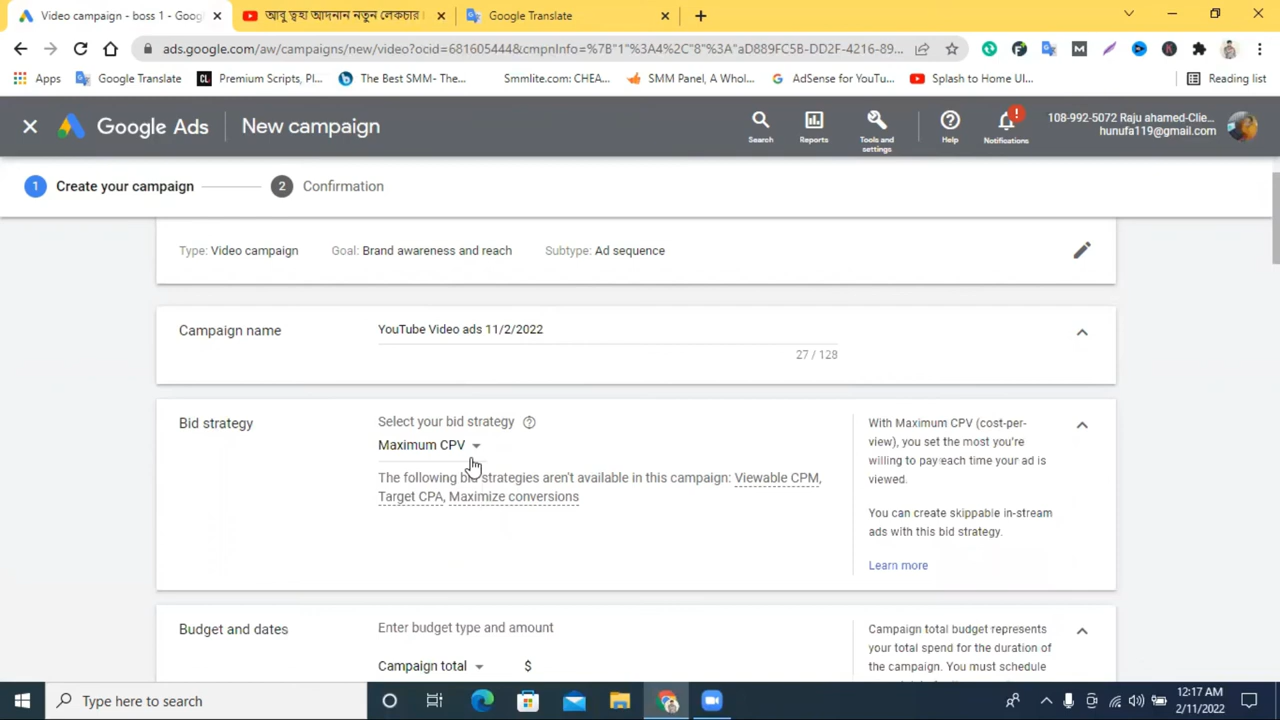 Video campaign - boss 1 - Goog
আবু ত্বহা আদনান নতুন লেকচার
Google Translate
ads.google.com/aw/campaigns/new/video?ocid=681605444&cmpnInfo=%7B"1"%3A4%2C"8"%3A"aD889FC5B-DD2F-4216-89...
Apps
Google Translate
Premium Scripts, Pl...
The Best SMM- The...
Smmlite.com: CHEA...
SMM Panel, A Whol...
AdSense for YouTu...
Splash to Home UI...
Reading list
Google Ads
New campaign
Search
Reports
Tools and settings
Help
Notifications
108-992-5072 Raju ahamed-Clie...
hunufa119@gmail.com
1 Create your campaign
2 Confirmation
Type: Video campaign Goal: Brand awareness and reach Subtype: Ad sequence
Campaign name
YouTube Video ads 11/2/2022
27 / 128
Bid strategy
Select your bid strategy
Maximum CPV
The following bid strategies aren't available in this campaign: Viewable CPM,
Target CPA, Maximize conversions
With Maximum CPV (cost-per-
view), you set the most you're
willing to pay each time your ad is
viewed.
You can create skippable in-stream
ads with this bid strategy.
Learn more
Budget and dates
Enter budget type and amount
Campaign total $
Campaign total budget represents
your total spend for the duration of
the campaign. You must schedule
Type here to search
12:17 AM
2/11/2022